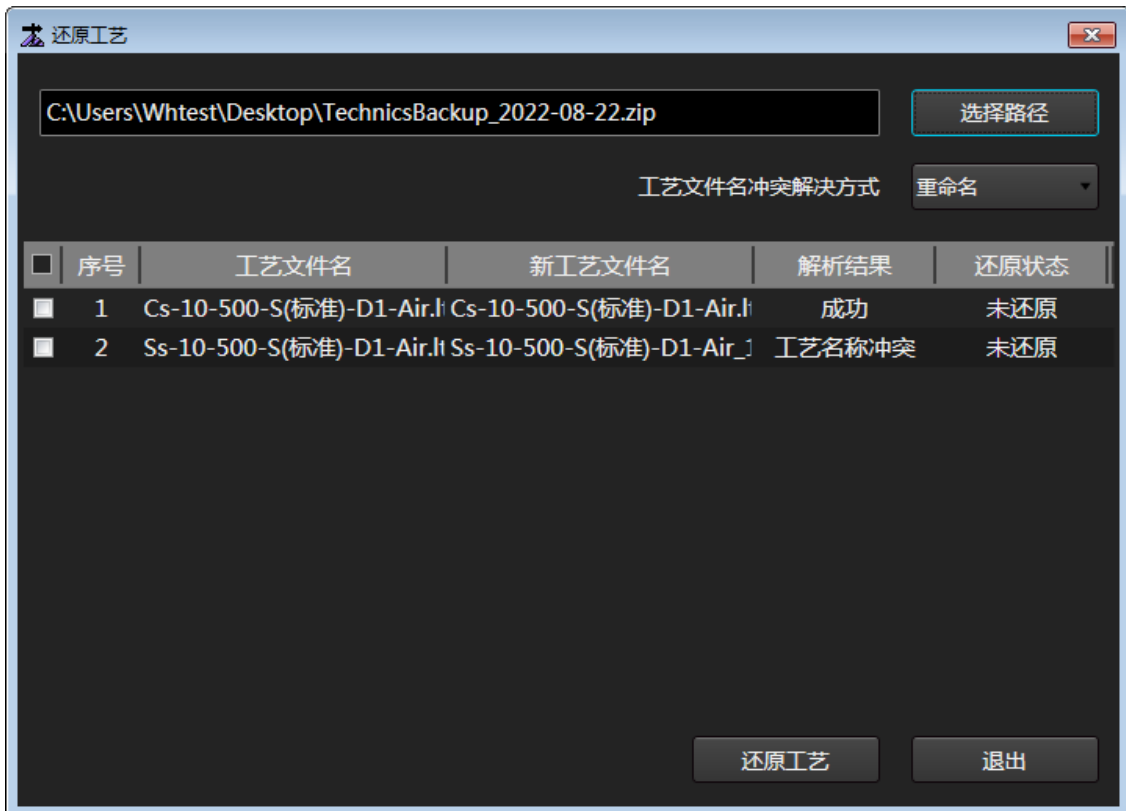 还原工艺
C:\Users\Whtest\Desktop\TechnicsBackup_2022-08-22.zip 选择路径
工艺文件名冲突解决方式 重命名
序号 工艺文件名 新工艺文件名 解析结果 还原状态
1 Cs-10-500-S(标准)-D1-Air.lt Cs-10-500-S(标准)-D1-Air.lt 成功 未还原
2 Ss-10-500-S(标准)-D1-Air.lt Ss-10-500-S(标准)-D1-Air_1 工艺名称冲突 未还原
还原工艺 退出